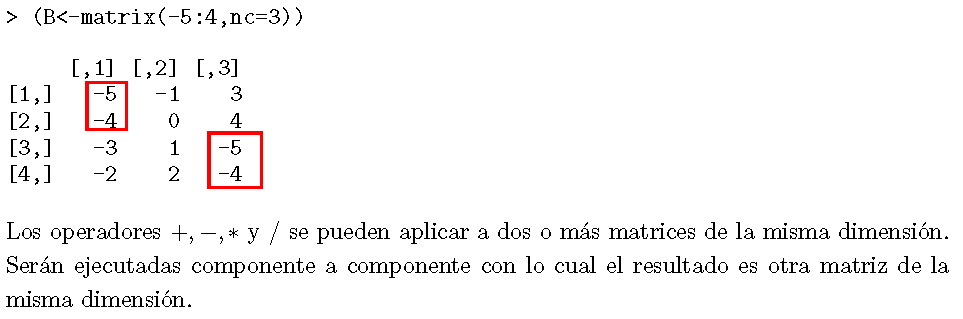 > (B<-matrix(-5:4,nc=3))
[,1] [,2] [,3]
[1,] -5 -1 3
[2,] -4 0 4
[3,] -3 1 -5
[4,] -2 2 -4
Los operadores +, −, ∗ y / se pueden aplicar a dos o más matrices de la misma dimensión.
Serán ejecutadas componente a componente con lo cual el resultado es otra matriz de la
misma dimensión.